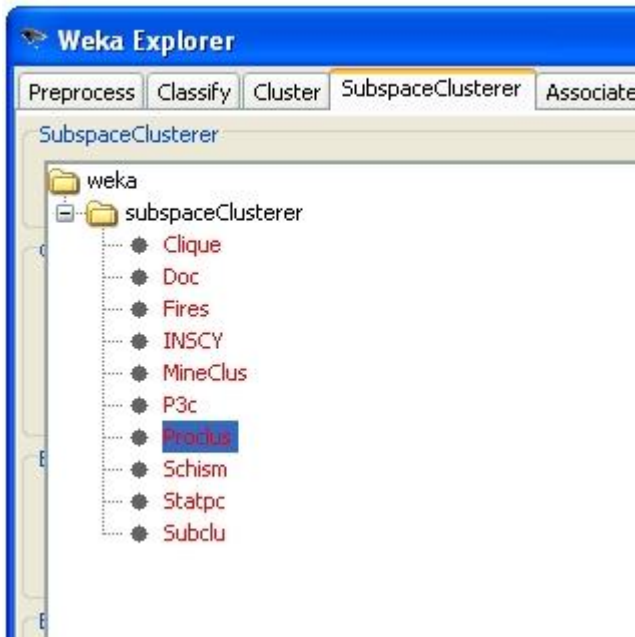 Weka Explorer
Preprocess Classify Cluster SubspaceClusterer Associate
SubspaceClusterer
weka
subspaceClusterer
Clique
Doc
Fires
INSCY
MineClus
P3c
Proclus
Schism
Statpc
Subclu